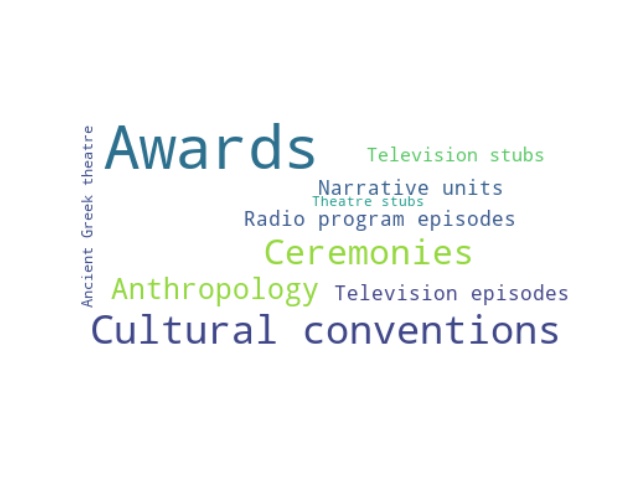 Ancient Greek theatre
Awards
Television stubs
Narrative units
Theatre stubs
Radio program episodes
Ceremonies
Anthropology
Television episodes
Cultural conventions